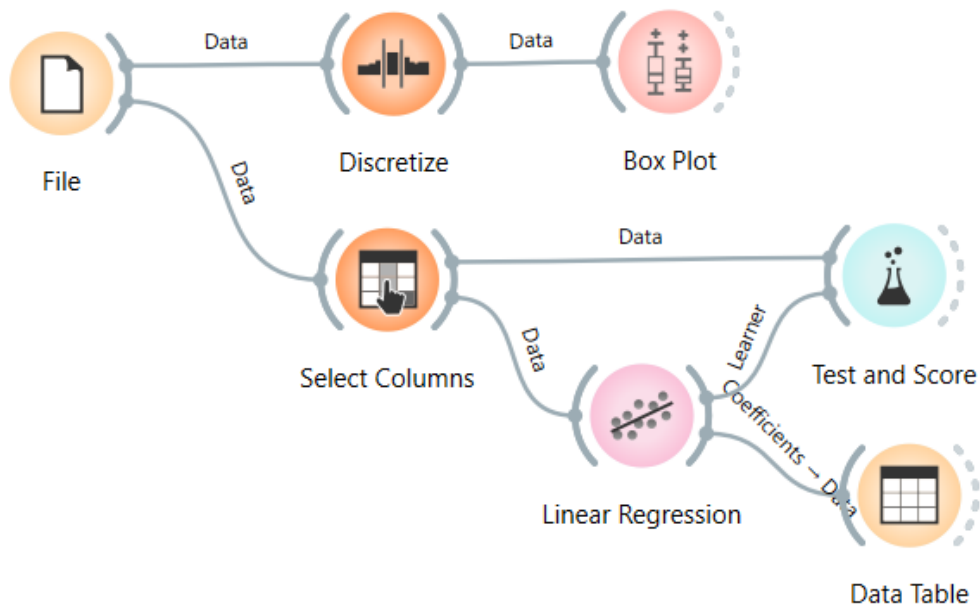 Data
Data
File
Discretize
Box Plot
Data
Data
Select Columns
Data
Learner
Test and Score
Coefficients → Data
Linear Regression
Data Table